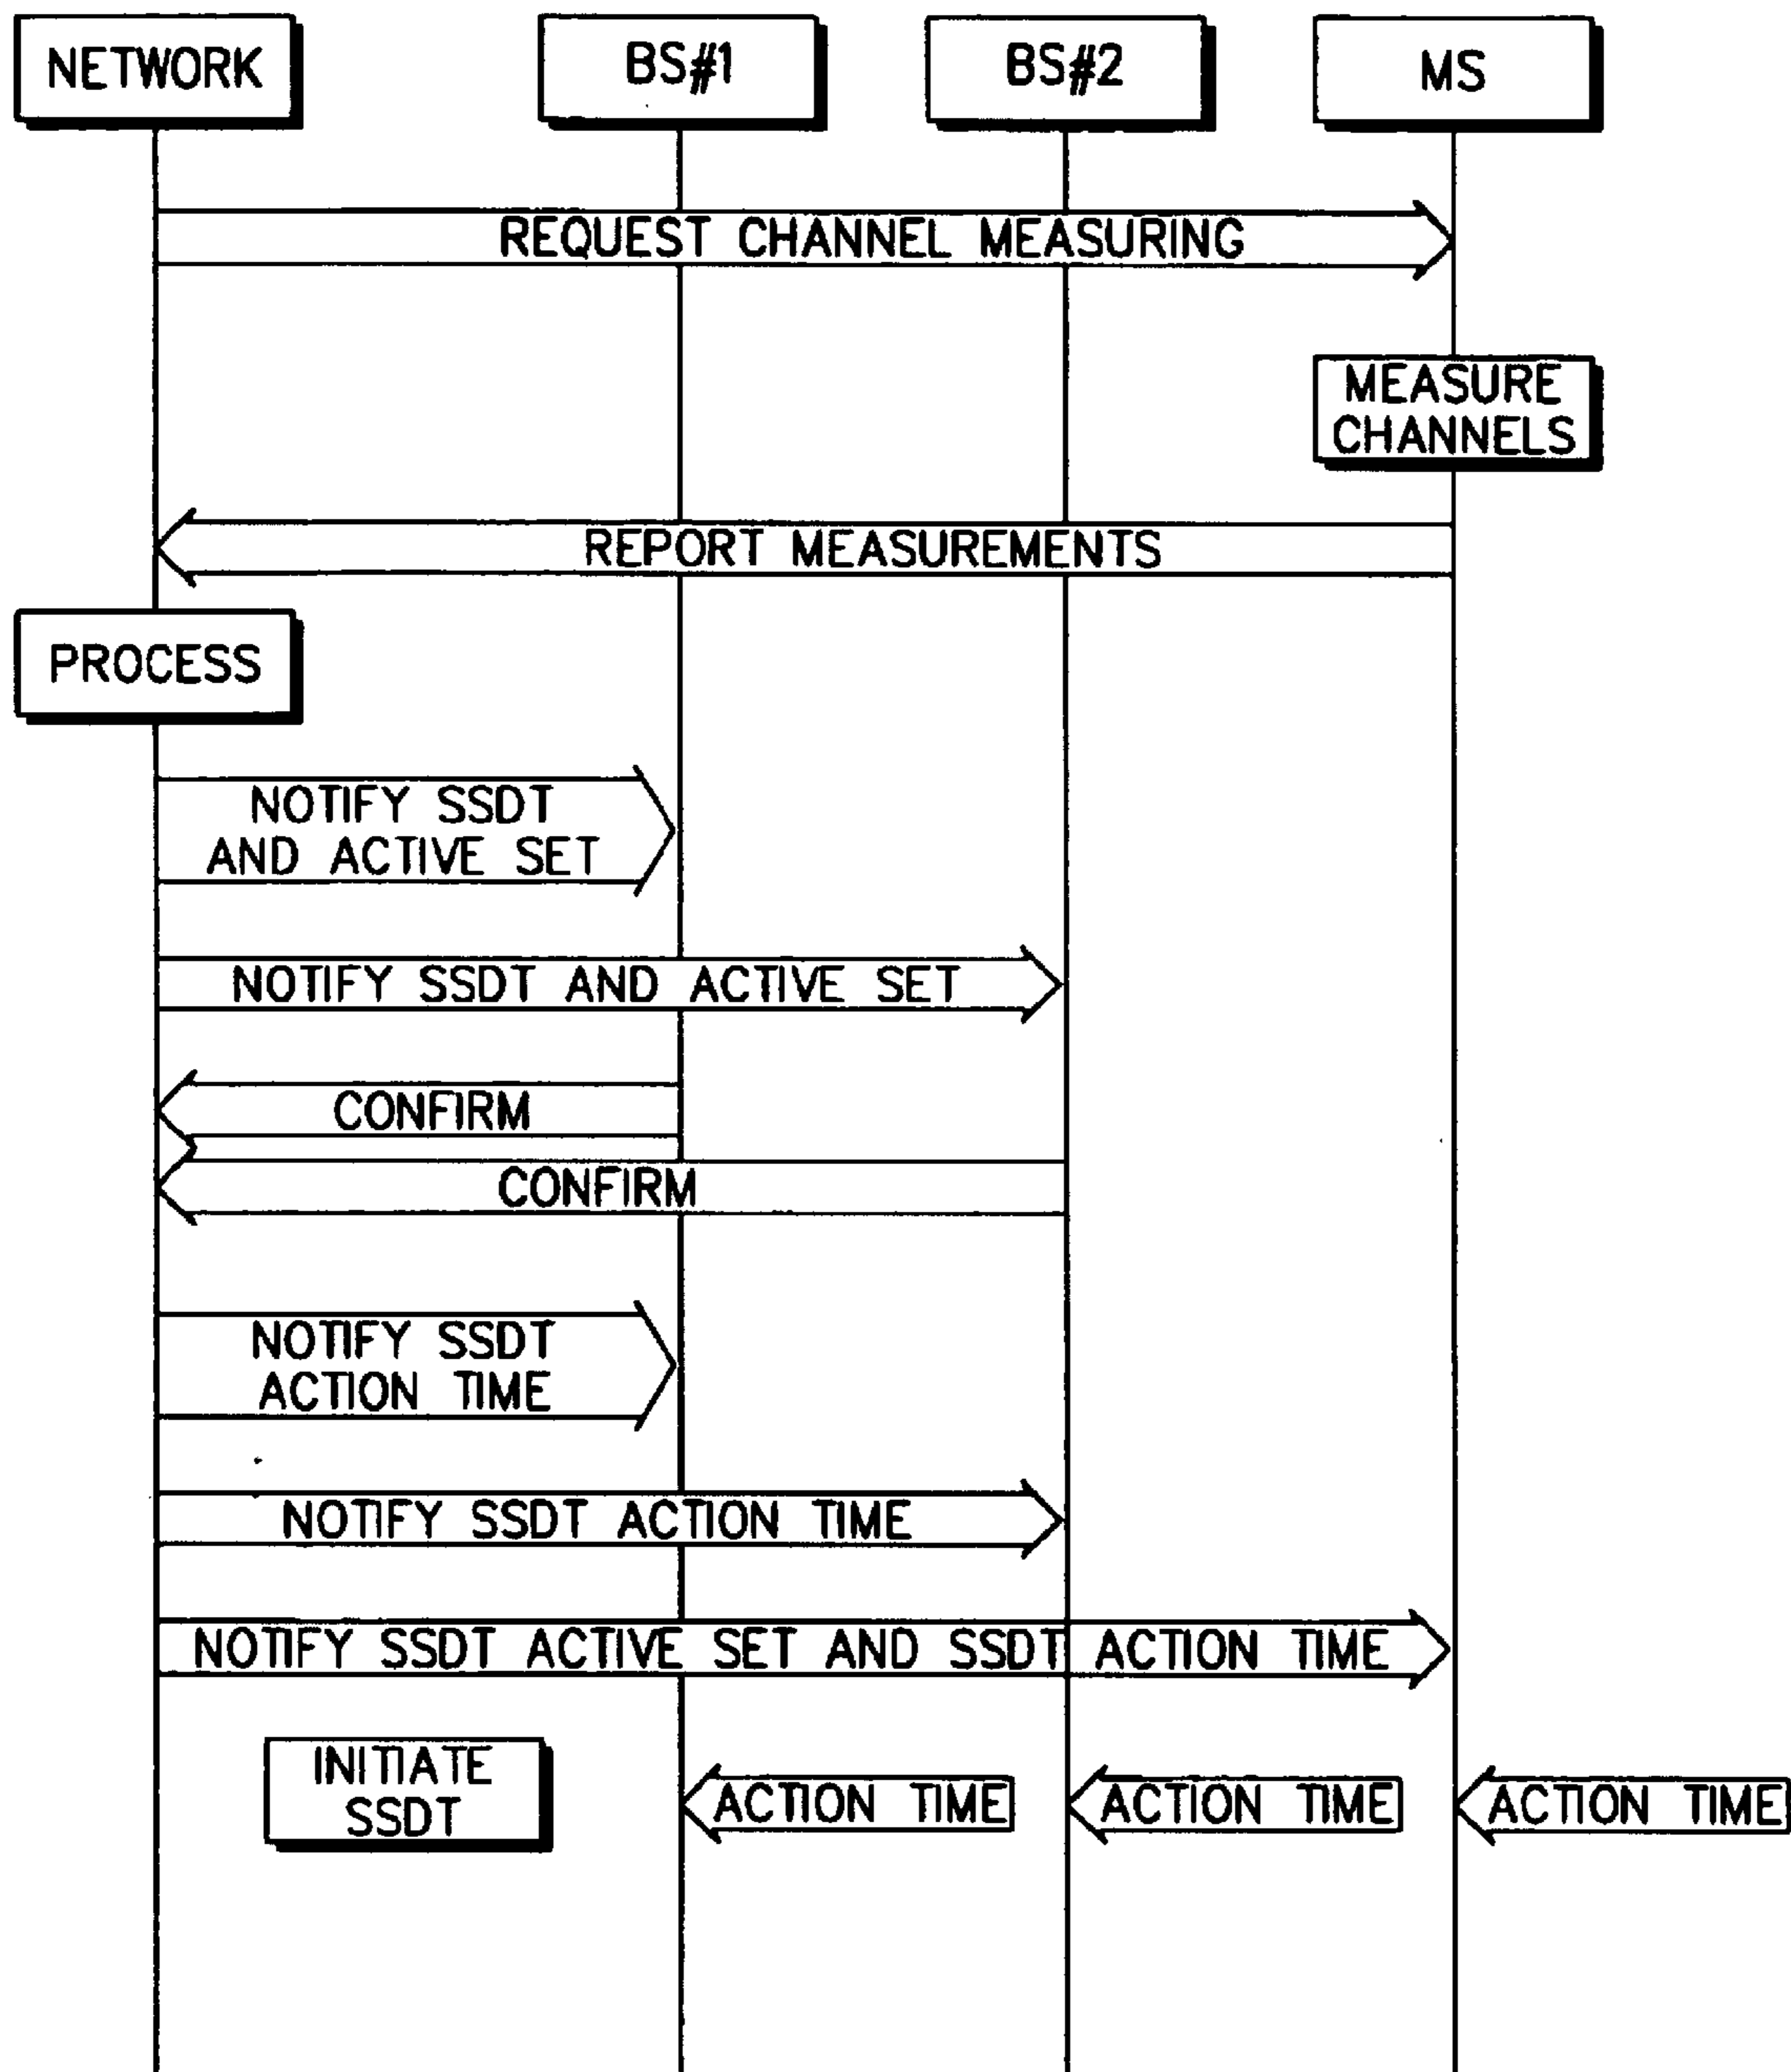 NETWORK
BS#1
BS#2
MS
REQUEST CHANNEL MEASURING
MEASURE
CHANNELS
REPORT MEASUREMENTS
PROCESS
NOTIFY SSDT
AND ACTIVE SET
NOTIFY SSDT AND ACTIVE SET
CONFIRM
CONFIRM
NOTIFY SSDT
ACTION TIME
NOTIFY SSDT ACTION TIME
NOTIFY SSDT ACTIVE SET AND SSDT ACTION TIME
INITIATE
SSDT
ACTION TIME
ACTION TIME
ACTION TIME